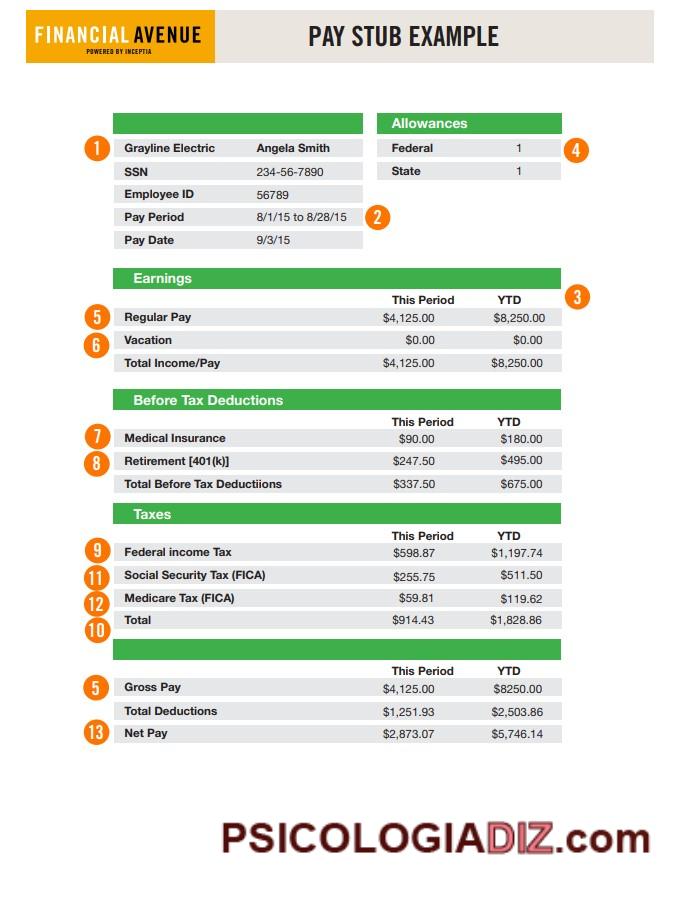 FINANCIAL AVENUE
POWERED BY INCEPTIA
PAY STUB EXAMPLE
Allowances
1 Grayline Electric Angela Smith
Federal 1 4
SSN 234-56-7890
State 1
Employee ID 56789
Pay Period 8/1/15 to 8/28/15 2
Pay Date 9/3/15
Earnings
This Period YTD 3
5 Regular Pay $4,125.00 $8,250.00
6 Vacation $0.00 $0.00
Total Income/Pay $4,125.00 $8,250.00
Before Tax Deductions
This Period YTD
7 Medical Insurance $90.00 $180.00
8 Retirement [401(k)] $247.50 $495.00
Total Before Tax Deductiions $337.50 $675.00
Taxes
This Period YTD
9 Federal income Tax $598.87 $1,197.74
11 Social Security Tax (FICA) $255.75 $511.50
12 Medicare Tax (FICA) $59.81 $119.62
10 Total $914.43 $1,828.86
This Period YTD
5 Gross Pay $4,125.00 $8250.00
Total Deductions $1,251.93 $2,503.86
13 Net Pay $2,873.07 $5,746.14
PSICOLOGIADIZ.com